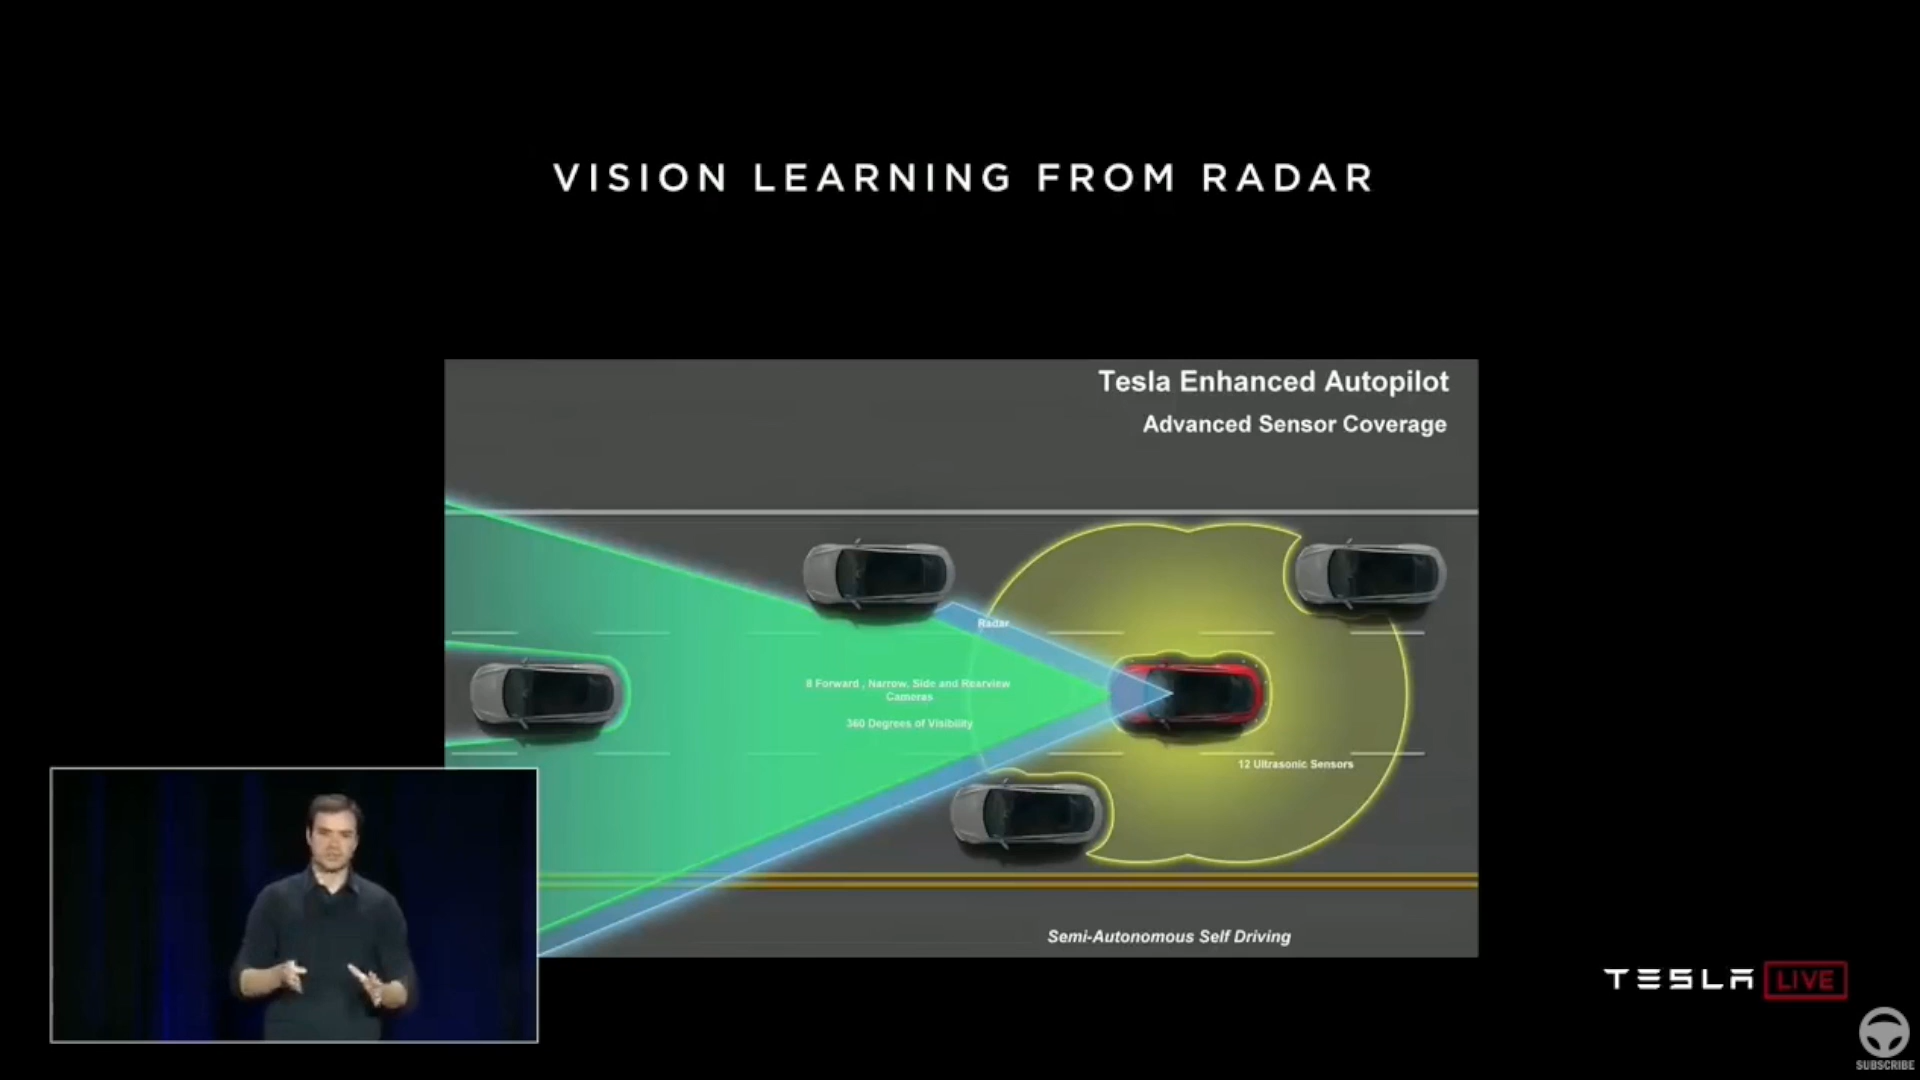 VISION LEARNING FROM RADAR
Tesla Enhanced Autopilot
Advanced Sensor Coverage
Radar
8 Forward , Narrow, Side and Rearview
Cameras
360 Degrees of Visibility
12 Ultrasonic Sensors
Semi-Autonomous Self Driving
TESLA LIVE
SUBSCRIBE